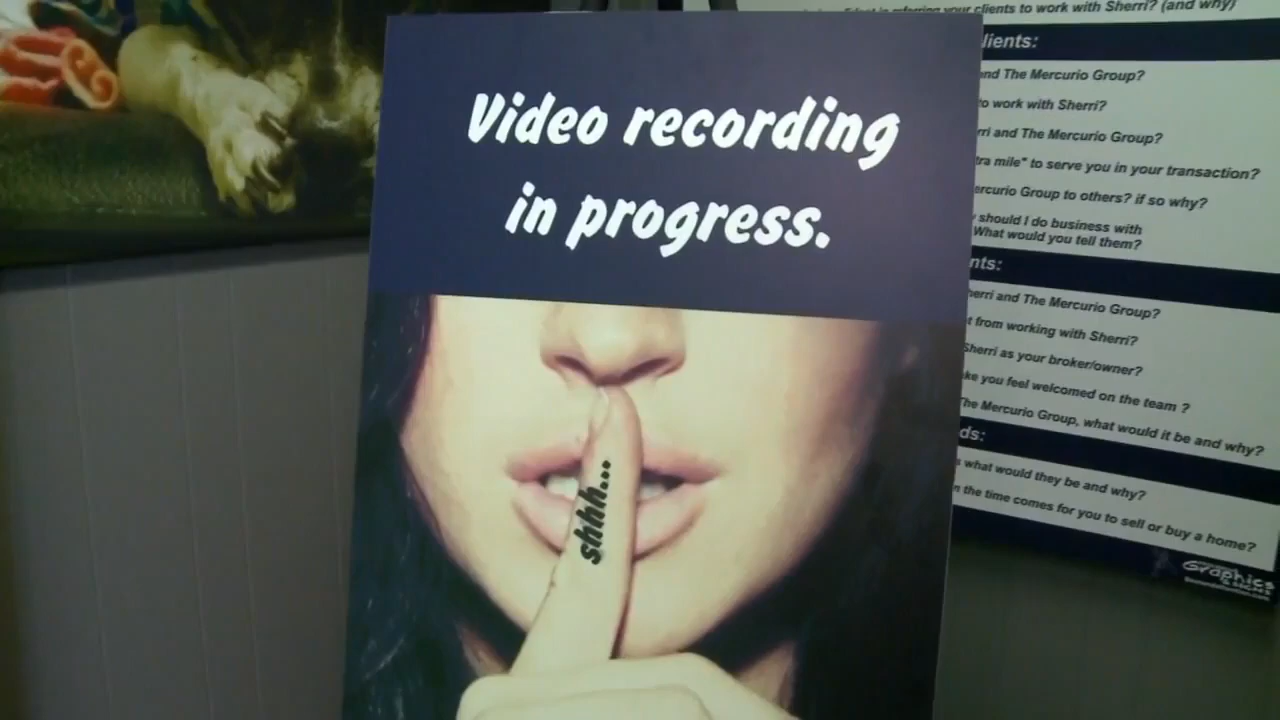 Video recording
in progress.
shhh...
is referring your clients to work with Sherri? (and why)
lients:
and The Mercurio Group?
to work with Sherri?
rri and The Mercurio Group?
tra mile" to serve you in your transaction?
ercurio Group to others? if so why?
should I do business with
What would you tell them?
nts:
herri and The Mercurio Group?
t from working with Sherri?
Sherri as your broker/owner?
ke you feel welcomed on the team ?
The Mercurio Group, what would it be and why?
ds:
s what would they be and why?
n the time comes for you to sell or buy a home?
Graphics